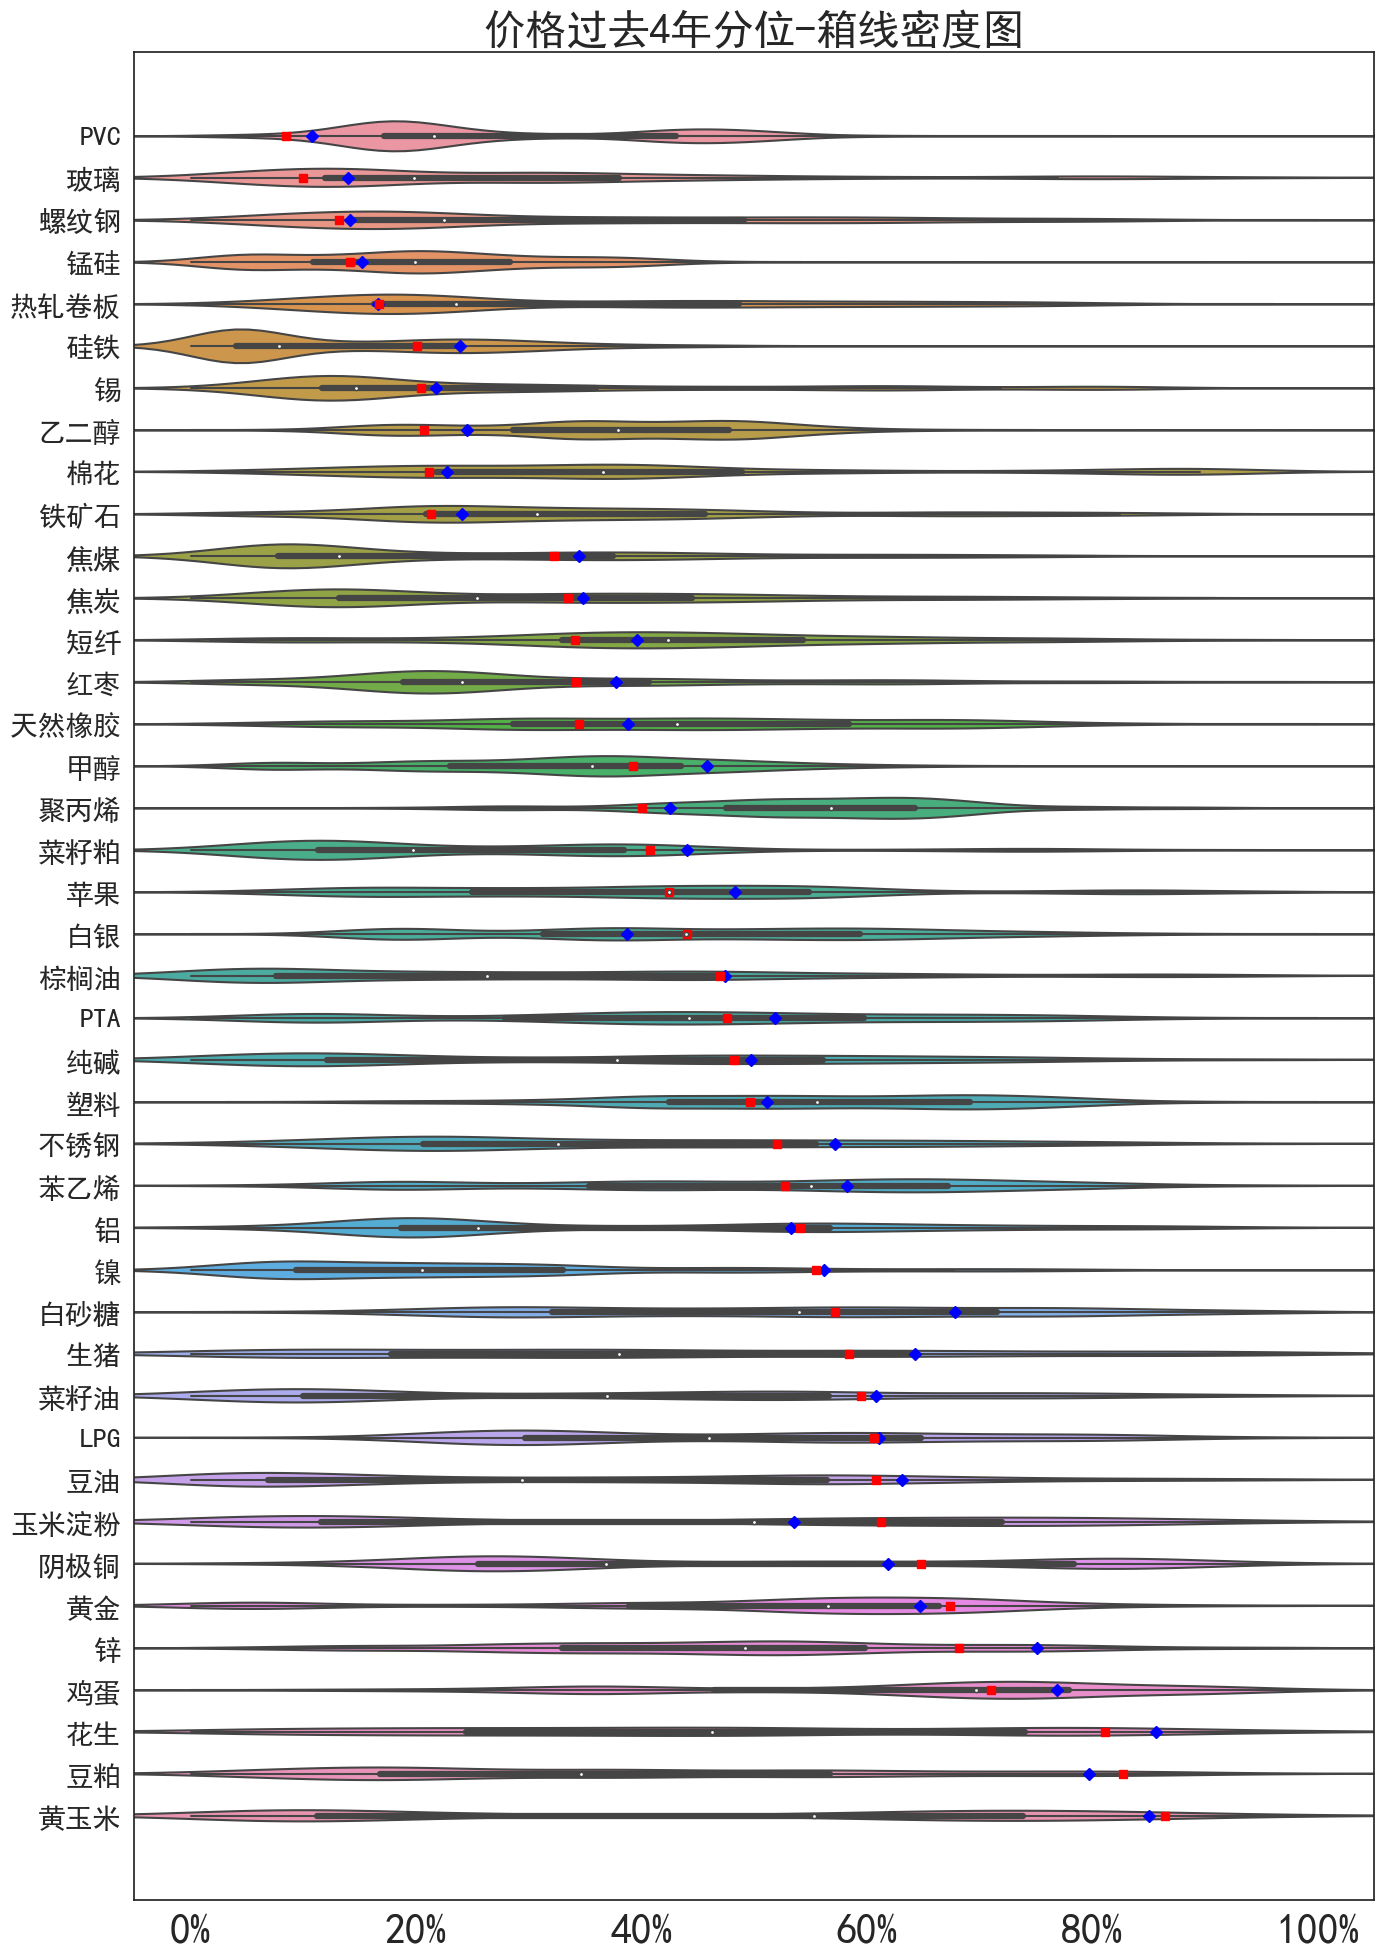 价格过去4年分位-箱线密度图
PVC
玻璃
螺纹钢
锰硅
热轧卷板
硅铁
锡
乙二醇
棉花
铁矿石
焦煤
焦炭
短纤
红枣
天然橡胶
甲醇
聚丙烯
菜籽粕
苹果
白银
棕榈油
PTA
纯碱
塑料
不锈钢
苯乙烯
铝
镍
白砂糖
生猪
菜籽油
LPG
豆油
玉米淀粉
阴极铜
黄金
锌
鸡蛋
花生
豆粕
黄玉米
0% 20% 40% 60% 80% 100%